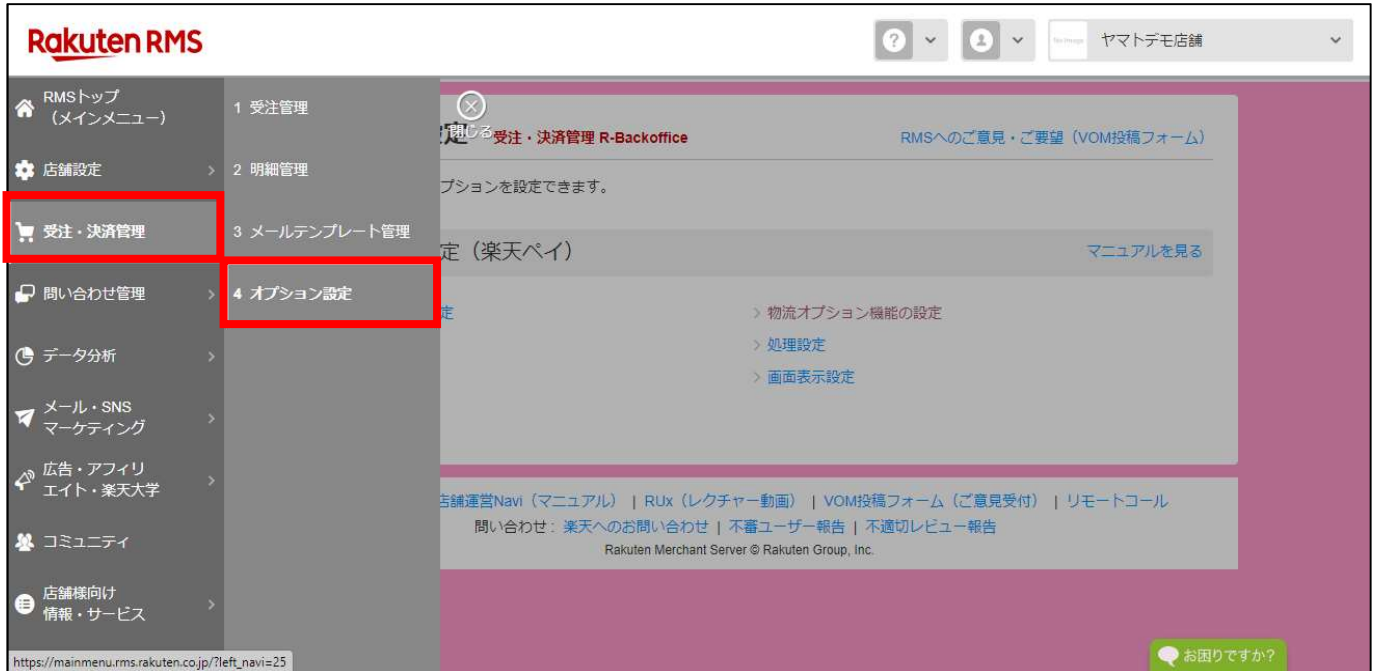 Rakuten RMS
?
ヤマトデモ店舗
RMSトップ
（メインメニュー）
店舗設定
受注・決済管理
問い合わせ管理
データ分析
メール・SNS
マーケティング
広告・アフィリ
エイト・楽天大学
コミュニティ
店舗様向け
情報・サービス
1 受注管理
2 明細管理
3 メールテンプレート管理
4 オプション設定
閉じる
定 受注・決済管理 R-Backoffice
RMSへのご意見・ご要望（VOM投稿フォーム）
プションを設定できます。
定（楽天ペイ）
マニュアルを見る
定
> 物流オプション機能の設定
> 処理設定
> 画面表示設定
店舗運営Navi（マニュアル） | RUx（レクチャー動画） | VOM投稿フォーム（ご意見受付） | リモートコール
問い合わせ: 楽天へのお問い合わせ | 不審ユーザー報告 | 不適切レビュー報告
Rakuten Merchant Server © Rakuten Group, Inc.
https://mainmenu.rms.rakuten.co.jp/?left_navi=25
お困りですか?